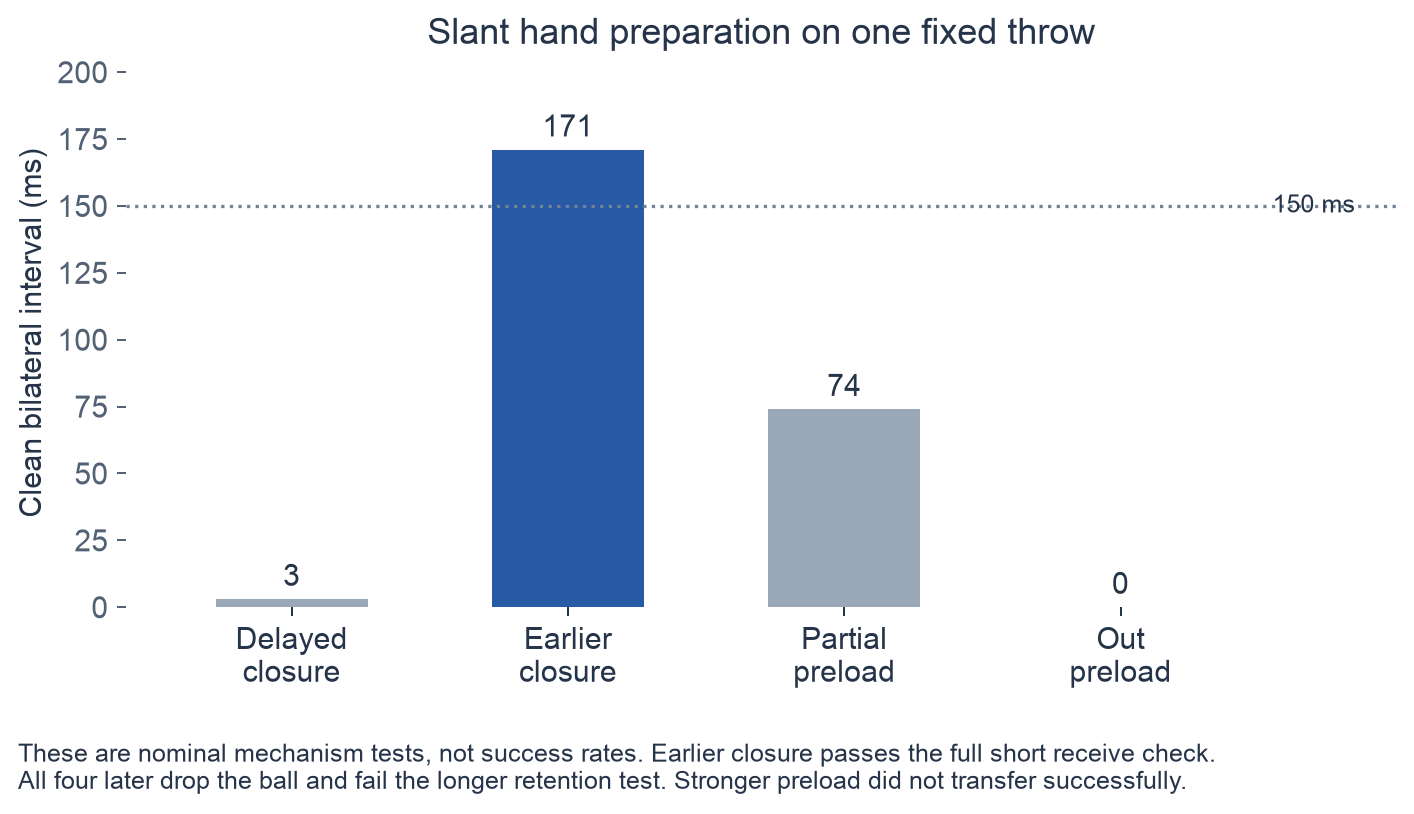 Slant hand preparation on one fixed throw
Clean bilateral interval (ms)
200
175
150
125
100
75
50
25
0
3
171
74
0
150 ms
Delayed
closure
Earlier
closure
Partial
preload
Out
preload
These are nominal mechanism tests, not success rates. Earlier closure passes the full short receive check.
All four later drop the ball and fail the longer retention test. Stronger preload did not transfer successfully.